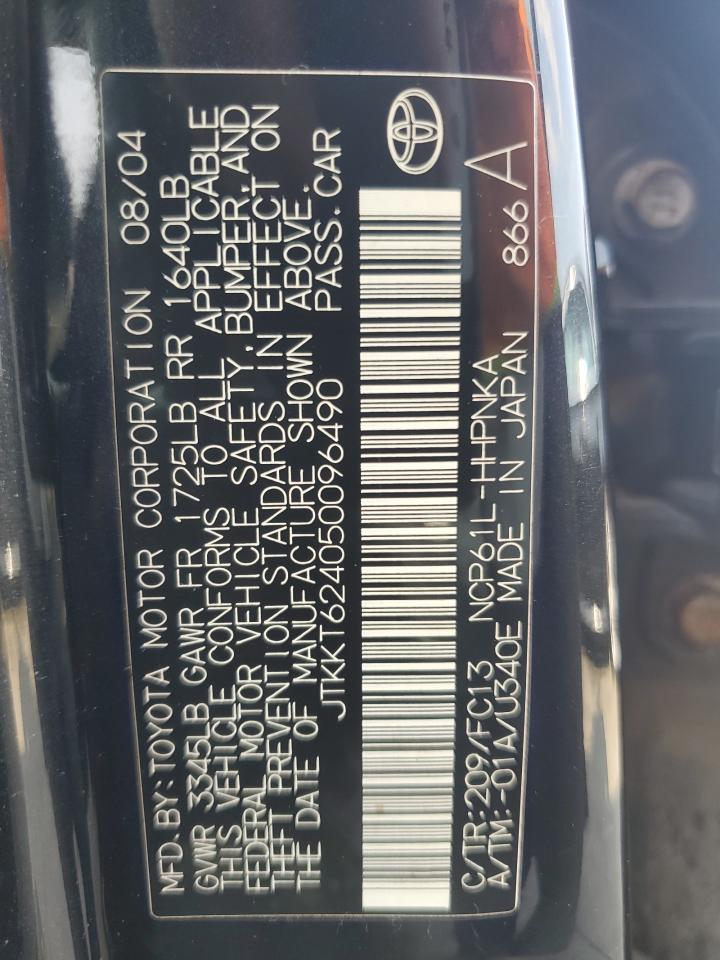 MFD. BY: TOYOTA MOTOR CORPORATION 08/04
GVWR 3345LB GAWR FR 1725LB RR 1640LB
THIS VEHICLE CONFORMS TO ALL APPLICABLE
FEDERAL MOTOR VEHICLE SAFETY, BUMPER, AND
THEFT PREVENTION STANDARDS IN EFFECT ON
THE DATE OF MANUFACTURE SHOWN ABOVE.
JTKKT624050096490 PASS. CAR
C/TR: 209/FC13 NCP61L-HHPNKA 866 A
A/TM: -01A/U340E MADE IN JAPAN